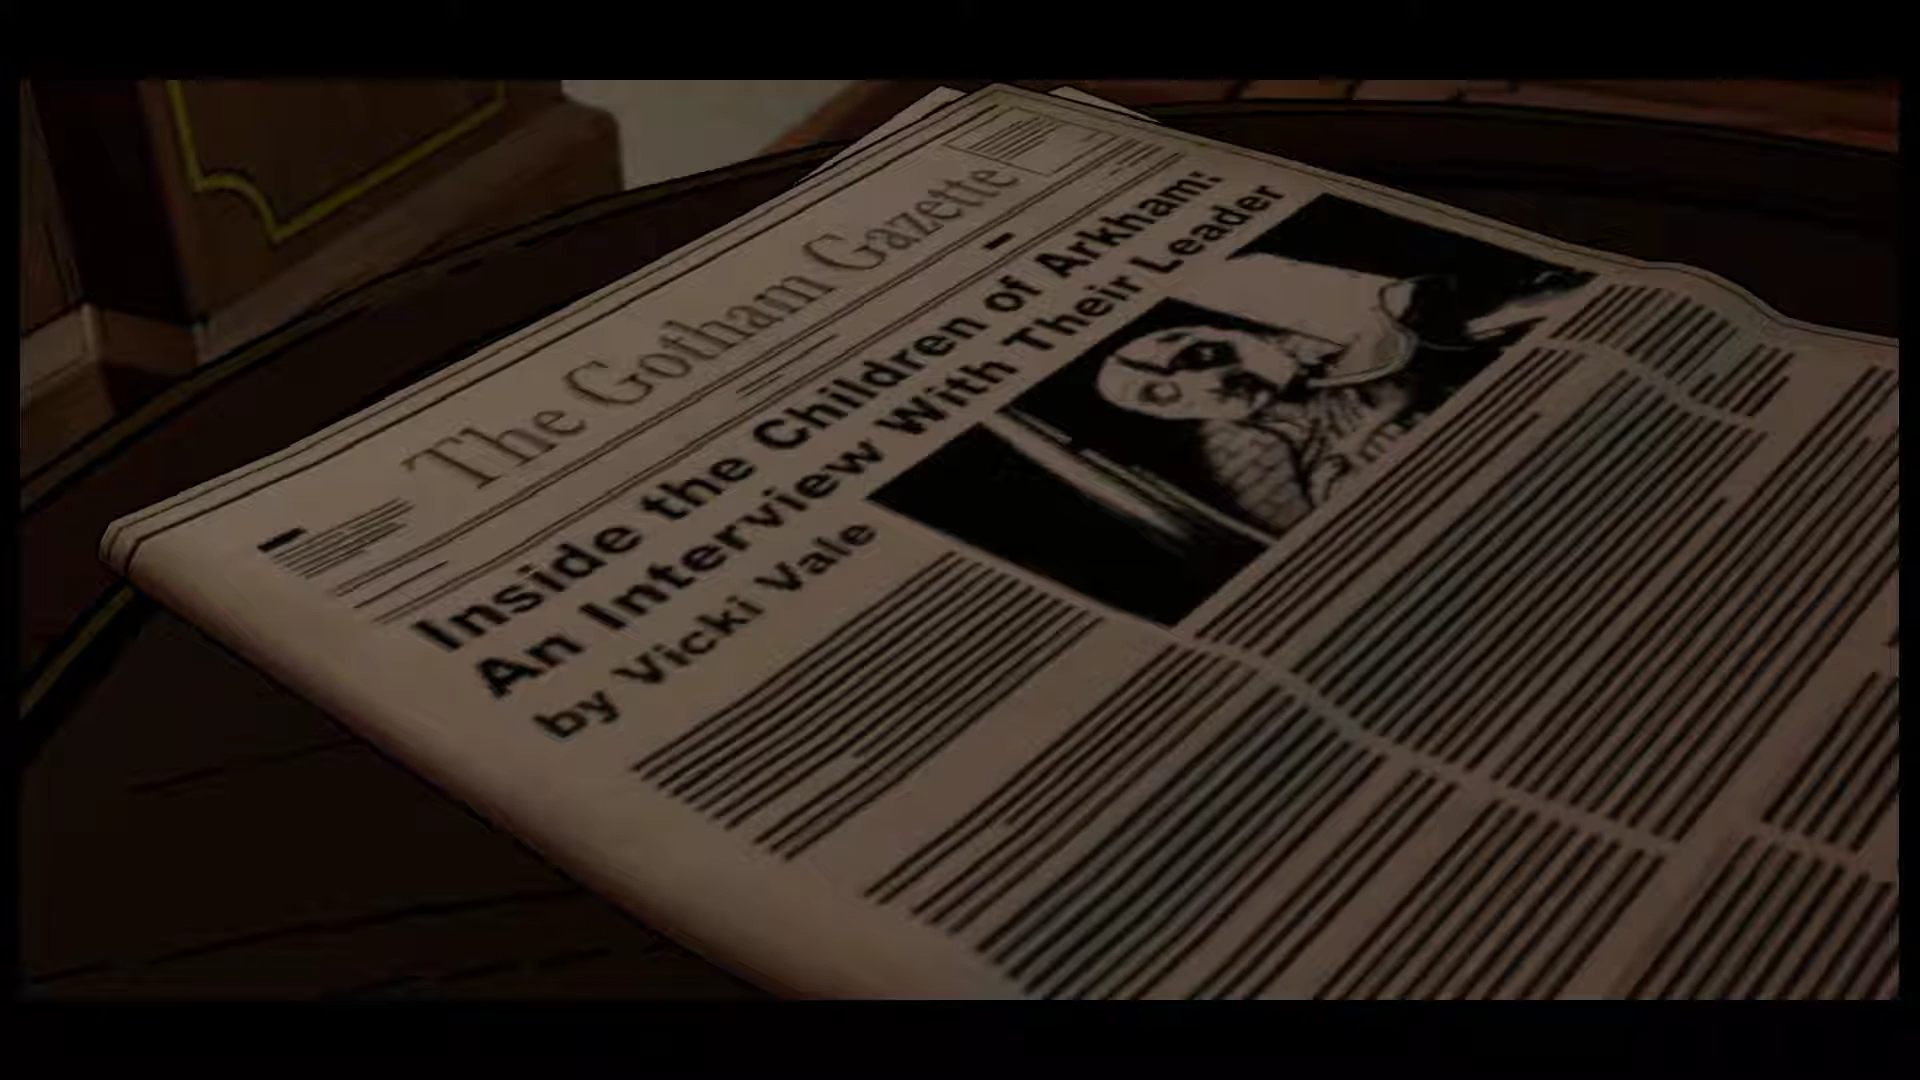 The Gotham Gazette
Inside the Children of Arkham:
An Interview With Their Leader
by Vicki Vale